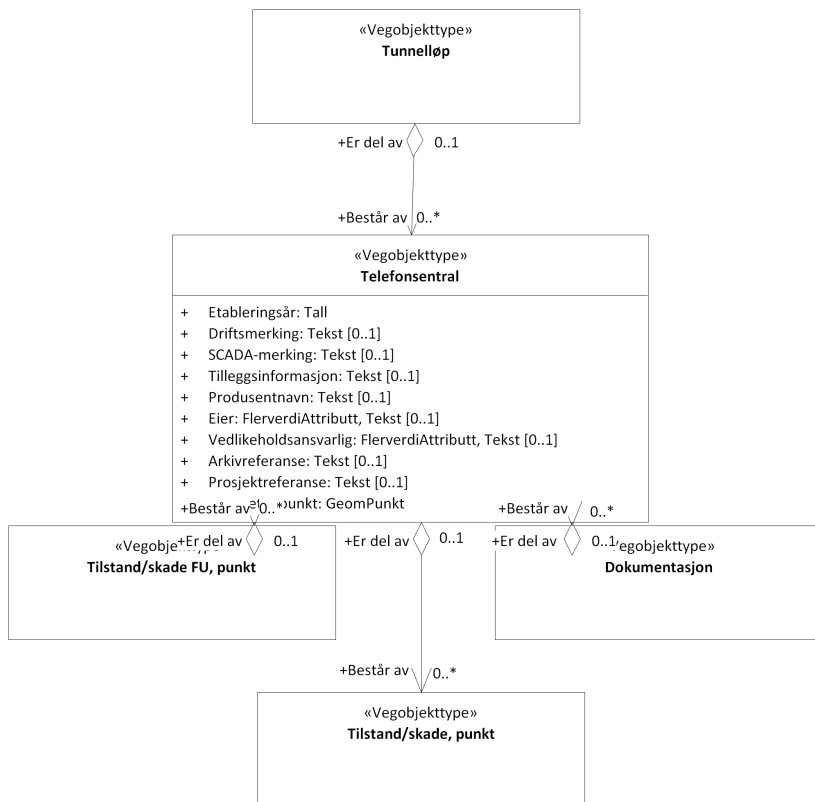 «Vegobjekttype»
Tunnelløp
+Er del av 0..1
+Består av 0..*
«Vegobjekttype»
Telefonsentral
+ Etableringsår: Tall
+ Driftsmerking: Tekst [0..1]
+ SCADA-merking: Tekst [0..1]
+ Tilleggsinformasjon: Tekst [0..1]
+ Produsentnavn: Tekst [0..1]
+ Eier: FlerverdiAttributt, Tekst [0..1]
+ Vedlikeholdsansvarlig: FlerverdiAttributt, Tekst [0..1]
+ Arkivreferanse: Tekst [0..1]
+ Prosjektreferanse: Tekst [0..1]
punkt: GeomPunkt
+Består av 0..*
+Består av 0..*
+Er del av 0..1
+Er del av 0..1
+Er del av 0..1
Tilstand/skade FU, punkt
Vegobjekttype»
Dokumentasjon
+Består av 0..*
«Vegobjekttype»
Tilstand/skade, punkt